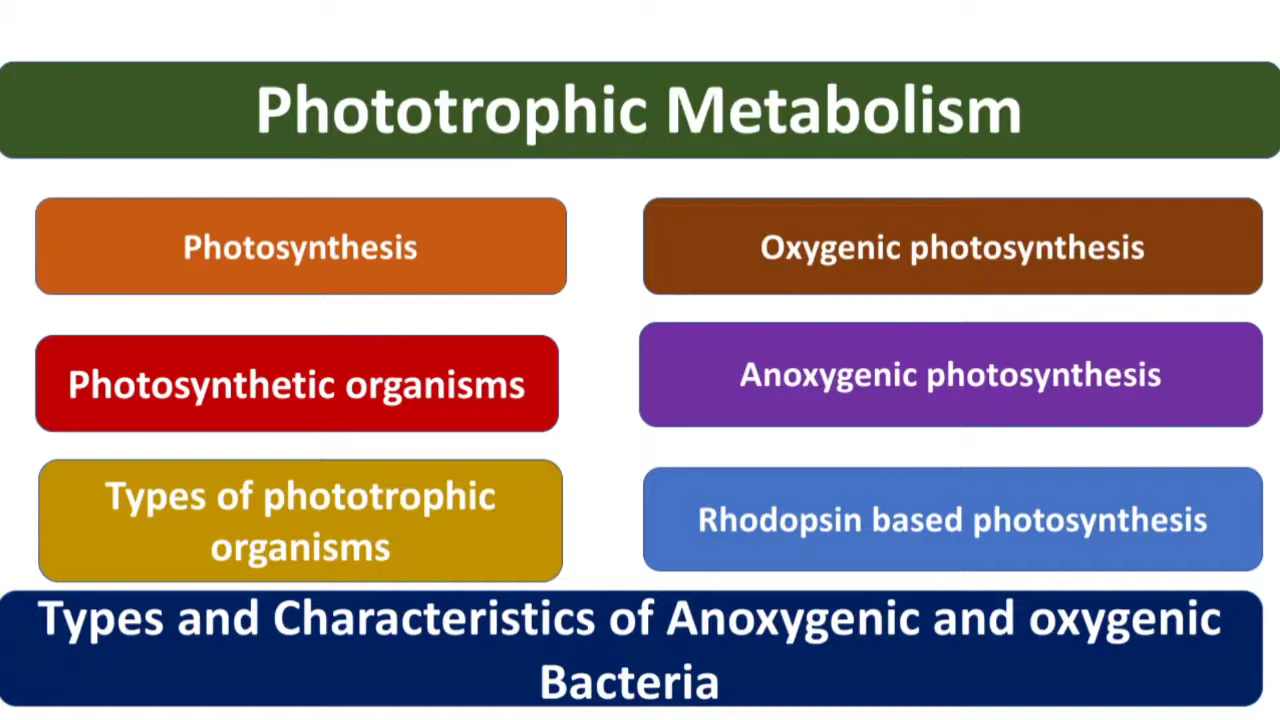 Phototrophic Metabolism
Photosynthesis
Oxygenic photosynthesis
Photosynthetic organisms
Anoxygenic photosynthesis
Types of phototrophic
organisms
Rhodopsin based photosynthesis
Types and Characteristics of Anoxygenic and oxygenic
Bacteria